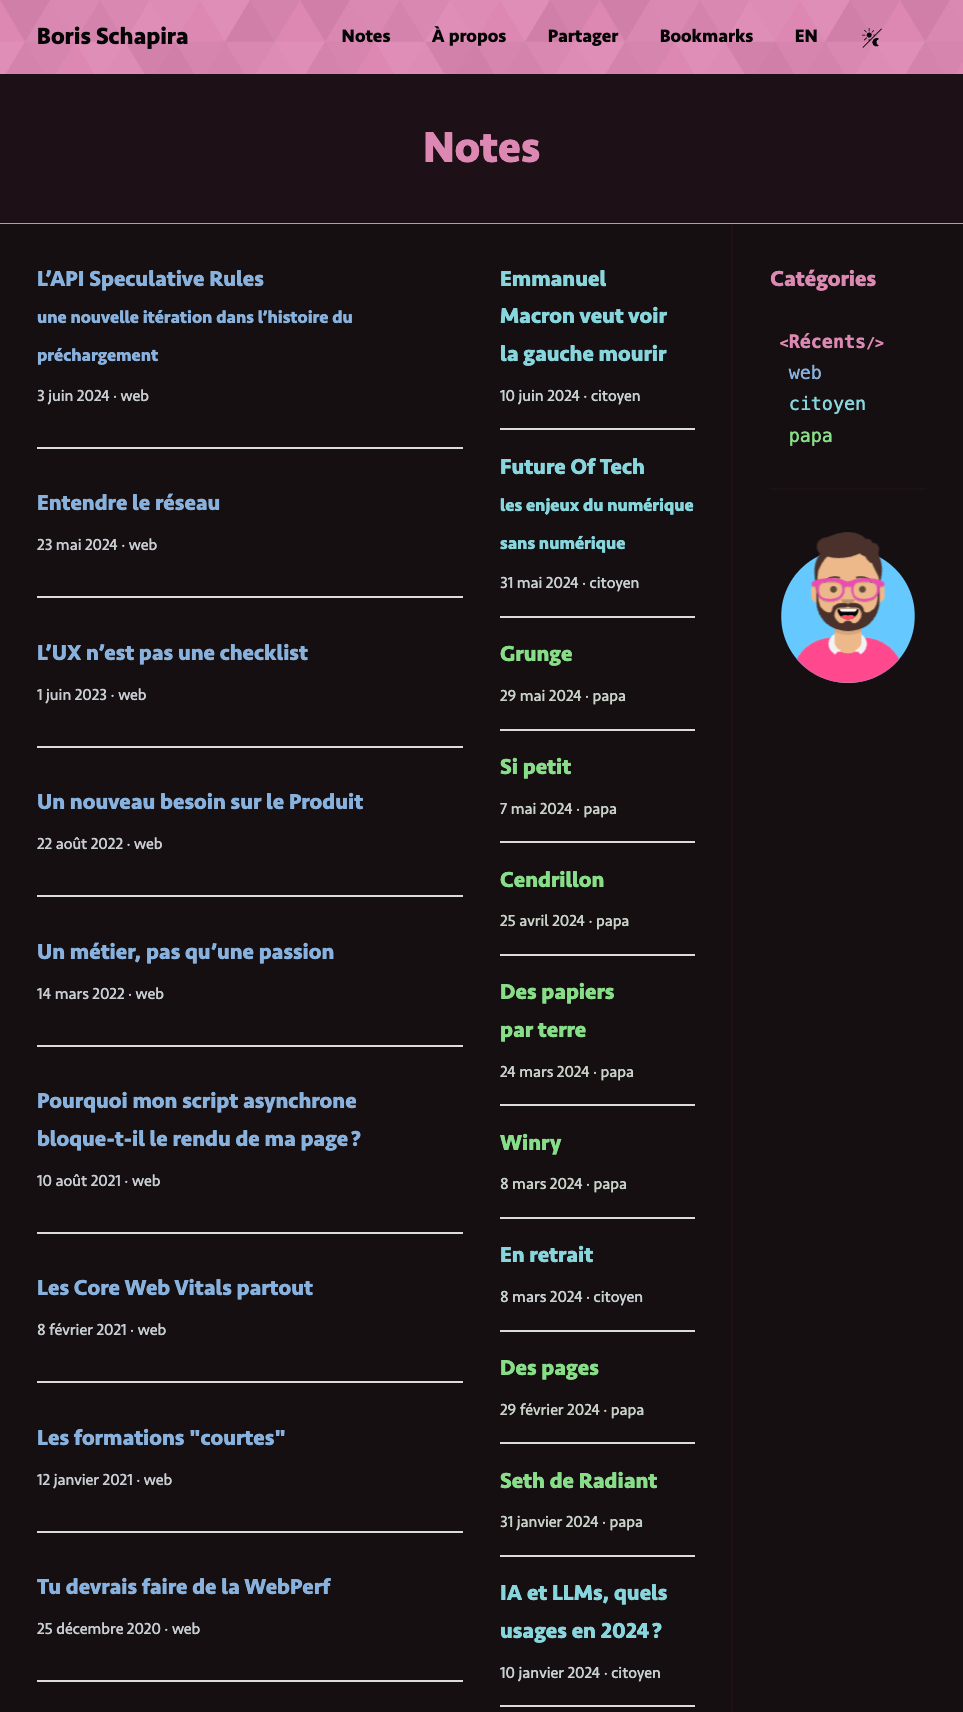 Boris Schapira
Notes
À propos
Partager
Bookmarks
EN
Notes
L’API Speculative Rules
une nouvelle itération dans l’histoire du
préchargement
3 juin 2024 · web
Entendre le réseau
23 mai 2024 · web
L’UX n’est pas une checklist
1 juin 2023 · web
Un nouveau besoin sur le Produit
22 août 2022 · web
Un métier, pas qu’une passion
14 mars 2022 · web
Pourquoi mon script asynchrone
bloque-t-il le rendu de ma page ?
10 août 2021 · web
Les Core Web Vitals partout
8 février 2021 · web
Les formations "courtes"
12 janvier 2021 · web
Tu devrais faire de la WebPerf
25 décembre 2020 · web
Emmanuel
Macron veut voir
la gauche mourir
10 juin 2024 · citoyen
Future Of Tech
les enjeux du numérique
sans numérique
31 mai 2024 · citoyen
Grunge
29 mai 2024 · papa
Si petit
7 mai 2024 · papa
Cendrillon
25 avril 2024 · papa
Des papiers
par terre
24 mars 2024 · papa
Winry
8 mars 2024 · papa
En retrait
8 mars 2024 · citoyen
Des pages
29 février 2024 · papa
Seth de Radiant
31 janvier 2024 · papa
IA et LLMs, quels
usages en 2024 ?
10 janvier 2024 · citoyen
Catégories
<Récents/>
web
citoyen
papa